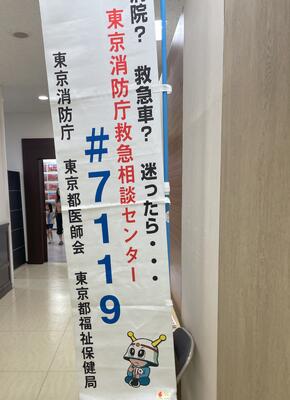 病院? 救急車? 迷ったら・・・
東京消防庁救急相談センター
#7119
東京消防庁 東京都医師会 東京都福祉保健局